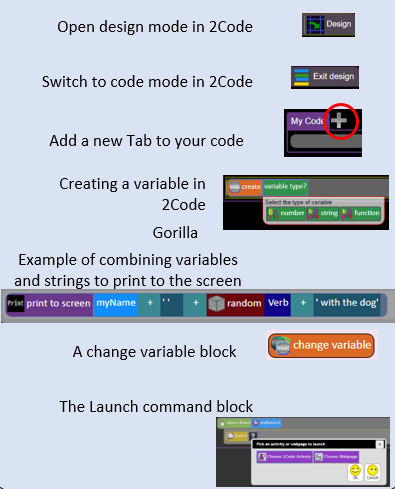 Open design mode in 2Code
Design
Switch to code mode in 2Code
Exit design
My Code
Add a new Tab to your code
Creating a variable in
2Code
Gorilla
create variable type?
Select the type of variable
number string function
Example of combining variables
and strings to print to the screen
Print print to screen myName + ' ' + random Verb + ' with the dog'
A change variable block
change variable
The Launch command block
when clicked myButton1
launch ?
Pick an activity or webpage to launch
Choose 2Code Activity Choose Webpage
Ok Cancel